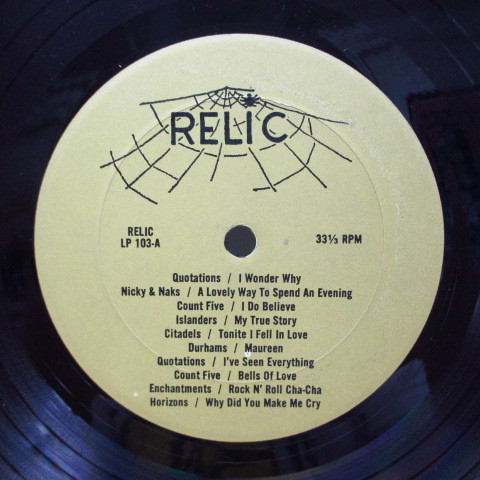 RELIC
RELIC
LP 103-A
33⅓ RPM
Quotations / I Wonder Why
Nicky & Naks / A Lovely Way To Spend An Evening
Count Five / I Do Believe
Islanders / My True Story
Citadels / Tonite I Fell In Love
Durhams / Maureen
Quotations / I've Seen Everything
Count Five / Bells Of Love
Enchantments / Rock N' Roll Cha-Cha
Horizons / Why Did You Make Me Cry